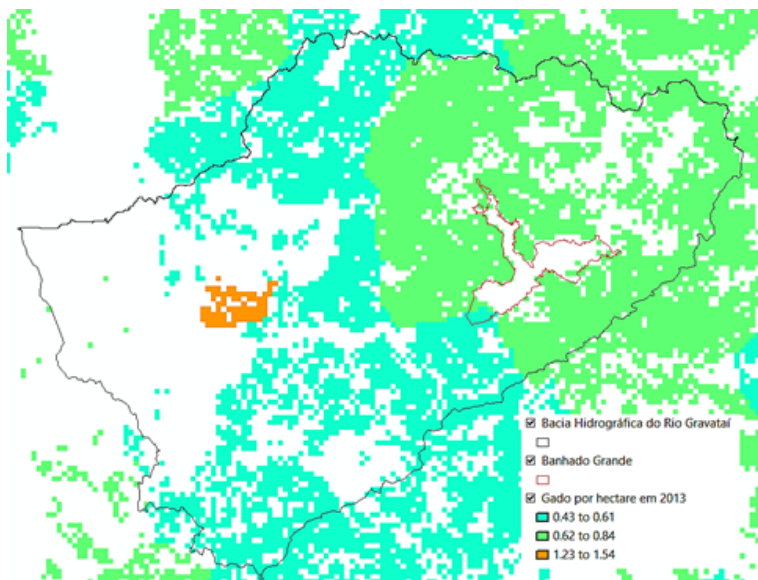 Bacia Hidrográfica do Rio Gravataí
Banhado Grande
Gado por hectare em 2013
0.43 to 0.61
0.62 to 0.84
1.23 to 1.54